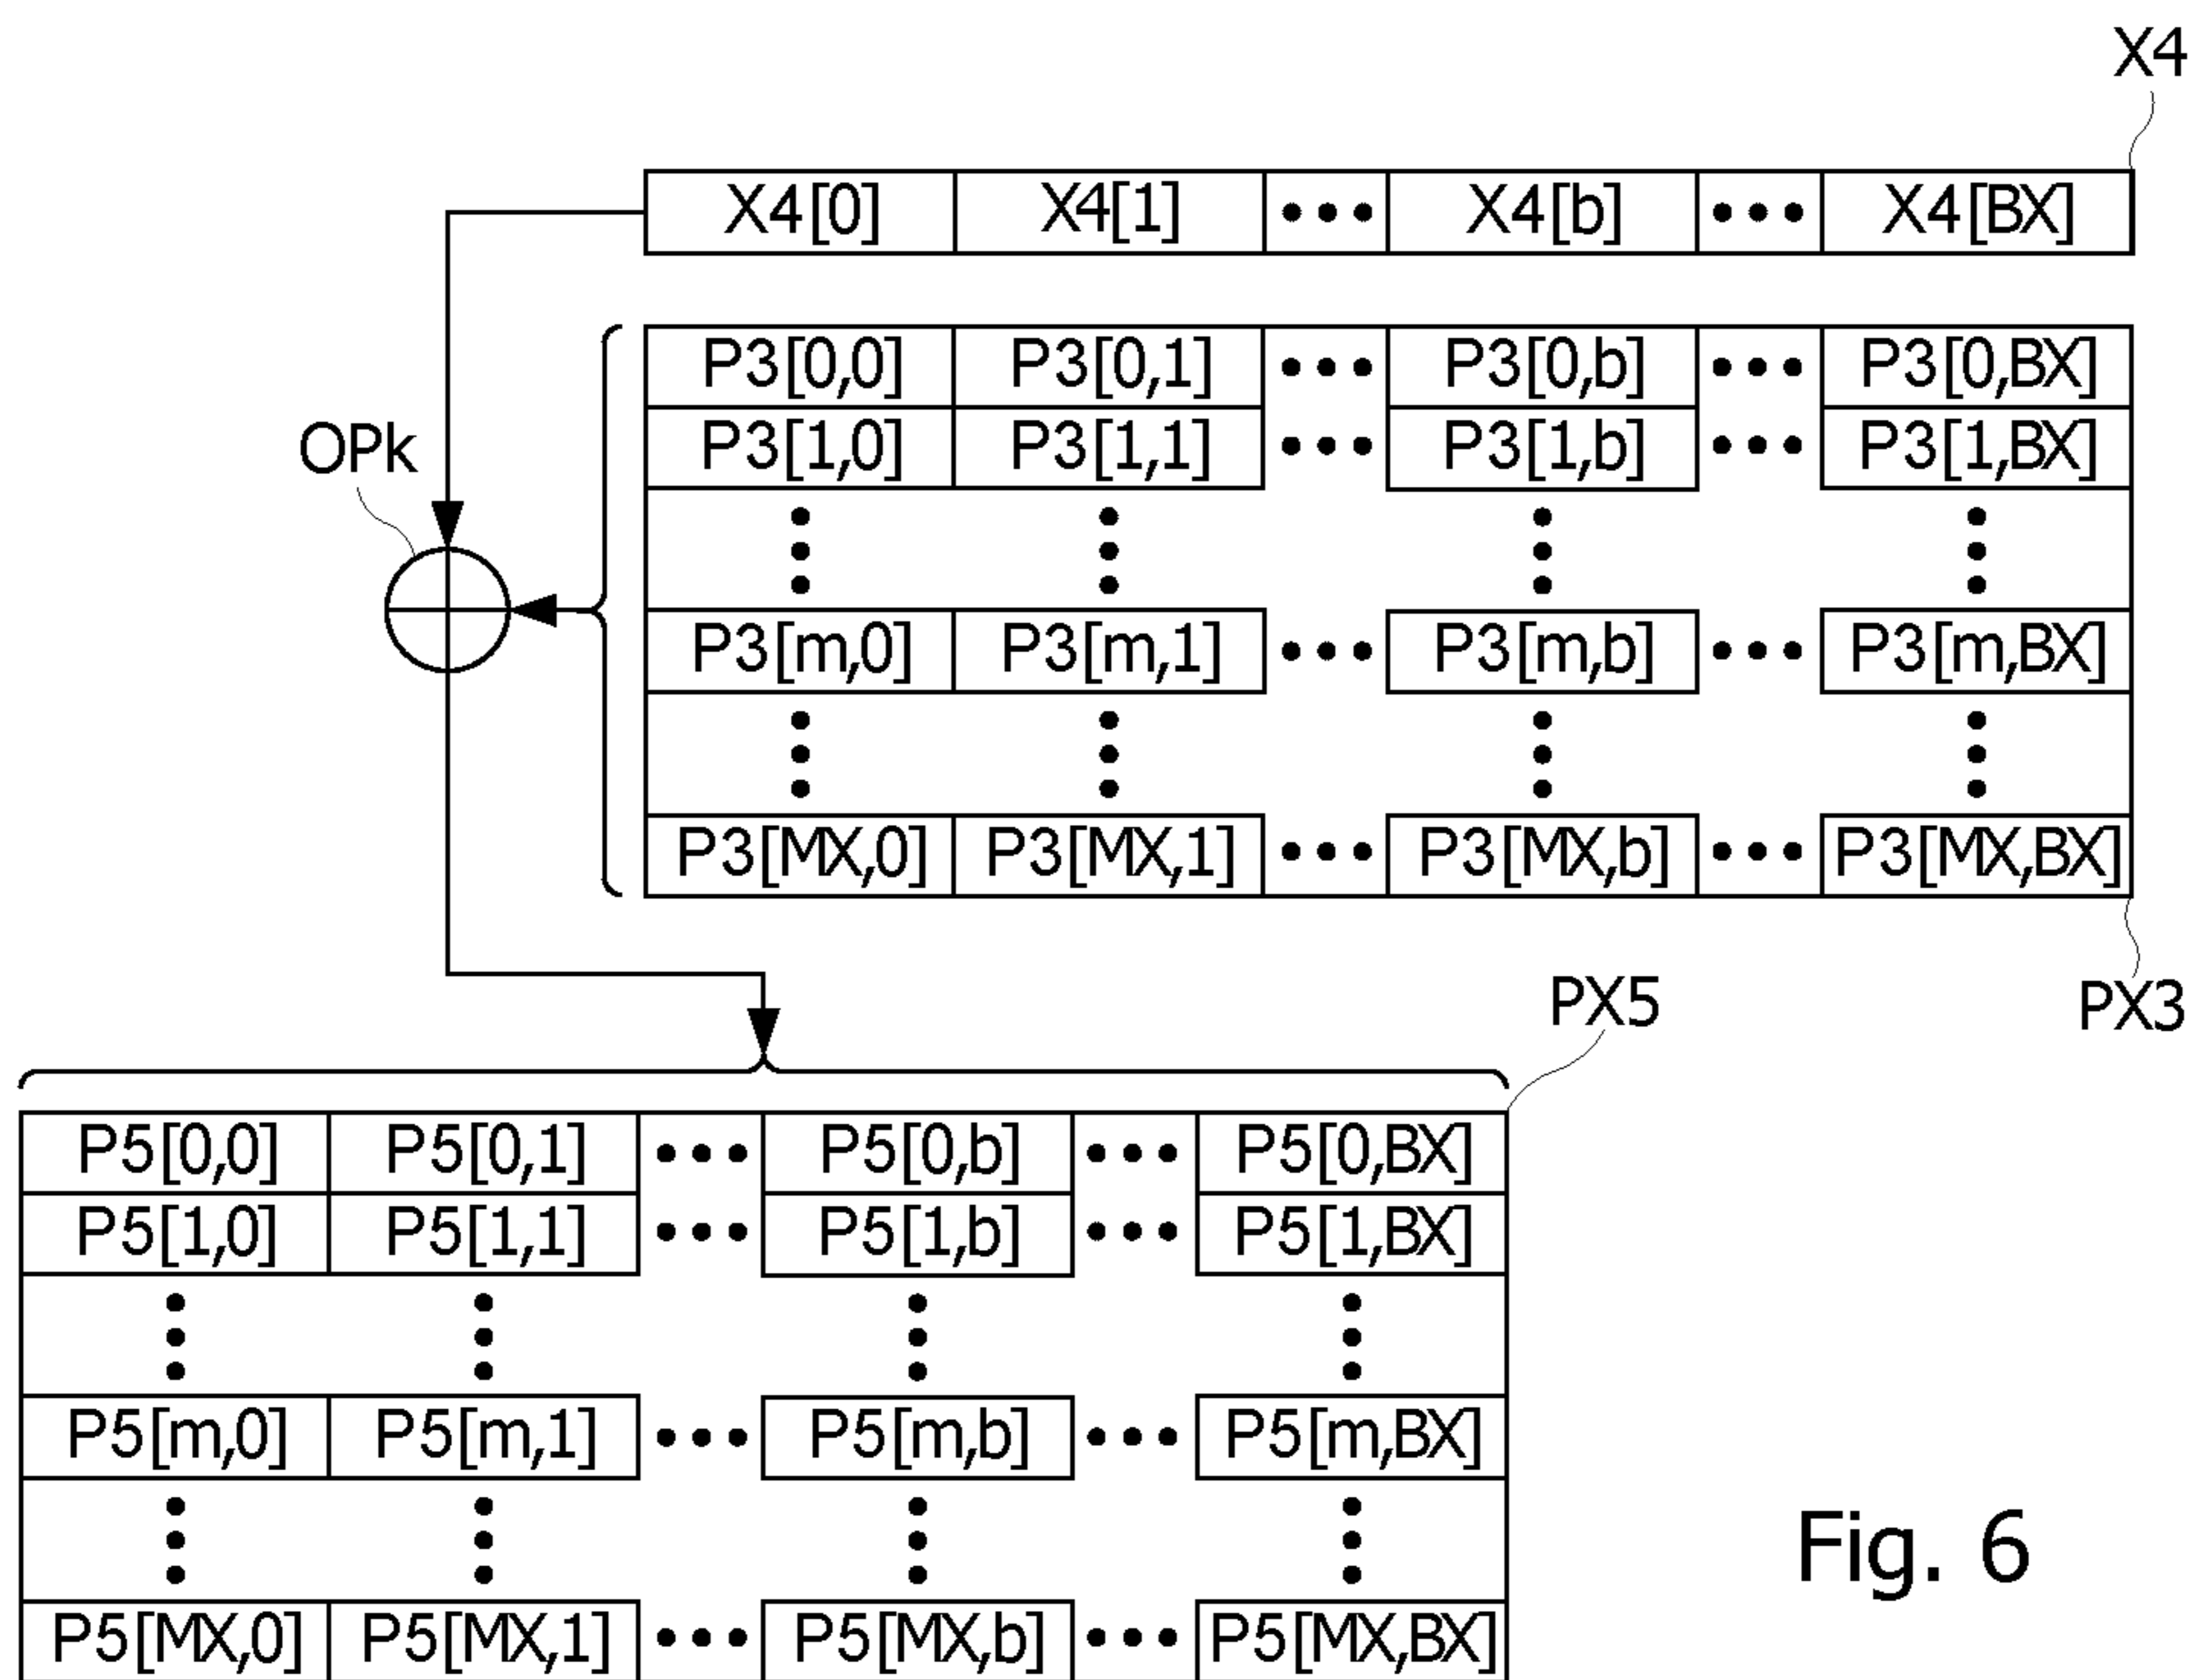 X4
X4[0] X4[1] ••• X4[b] ••• X4[BX]
P3[0,0] P3[0,1] ••• P3[0,b] ••• P3[0,BX]
OPk
P3[1,0] P3[1,1] ••• P3[1,b] ••• P3[1,BX]
P3[m,0] P3[m,1] ••• P3[m,b] ••• P3[m,BX]
P3[MX,0] P3[MX,1] ••• P3[MX,b] ••• P3[MX,BX]
PX5
PX3
P5[0,0] P5[0,1] ••• P5[0,b] ••• P5[0,BX]
P5[1,0] P5[1,1] ••• P5[1,b] ••• P5[1,BX]
P5[m,0] P5[m,1] ••• P5[m,b] ••• P5[m,BX]
P5[MX,0] P5[MX,1] ••• P5[MX,b] ••• P5[MX,BX]
Fig. 6